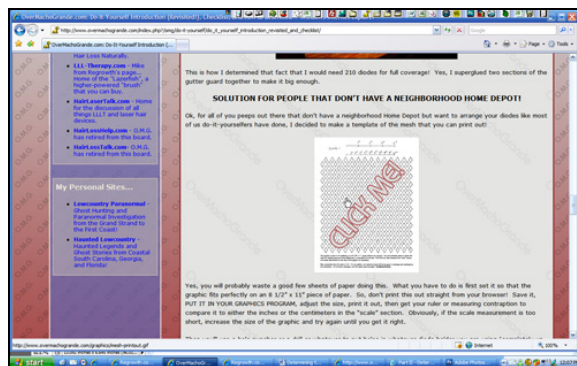 OverMachoGrande.com: Do-It-Yourself Introduction (Revisited!), Checklist
http://www.overmachogrande.com/index.php?/omg/do-it-yourself/do_it_yourself_introduction_revisited_and_checklist/
Google
OverMachoGrande.com: Do-It-Yourself Introduction (...
Page
Tools
Hair Loss Naturally.
LLL-Therapy.com - Mike
from Regrowth's page...
Home of the "Laserfish", a
higher-powered "brush"
that you can buy.
HairLaserTalk.com - Home
for the discussion of all
things LLLT and laser hair
devices.
HairLossHelp.com - O.M.G.
has retired from this board.
HairLossTalk.com- O.M.G.
has retired from this board.
My Personal Sites...
Lowcountry Paranormal -
Ghost Hunting and
Paranormal Investigation
from the Grand Strand to
the First Coast!
Haunted Lowcountry -
Haunted Legends and
Ghost Stories from Coastal
South Carolina, Georgia,
and Florida!
This is how I determined that fact that I would need 210 diodes for full coverage! Yes, I superglued two sections of the
gutter guard together to make it big enough.
SOLUTION FOR PEOPLE THAT DON'T HAVE A NEIGHBORHOOD HOME DEPOT!
Ok, for all of you peeps out there that don't have a neighborhood Home Depot but want to arrange your diodes like most
of us do-it-yourselfers have done, I decided to make a template of the mesh that you can print out!
CLICK ME!
Yes, you will probably waste a good few sheets of paper doing this. What you have to do is first set it so that the
graphic fits perfectly on an 8 1/2" x 11" piece of paper. So, don't print this out straight from your browser! Save it,
PUT IT IN YOUR GRAPHICS PROGRAM, adjust the size, print it out, then get your ruler or measuring contraption to
compare it to either the inches or the centimeters in the "scale" section. Obviously, if the scale measurement is too
short, increase the size of the graphic and try again until you get it right.
http://www.overmachogrande.com/graphics/mesh-printout.gif
Internet
100%
start
OverMachoGr...